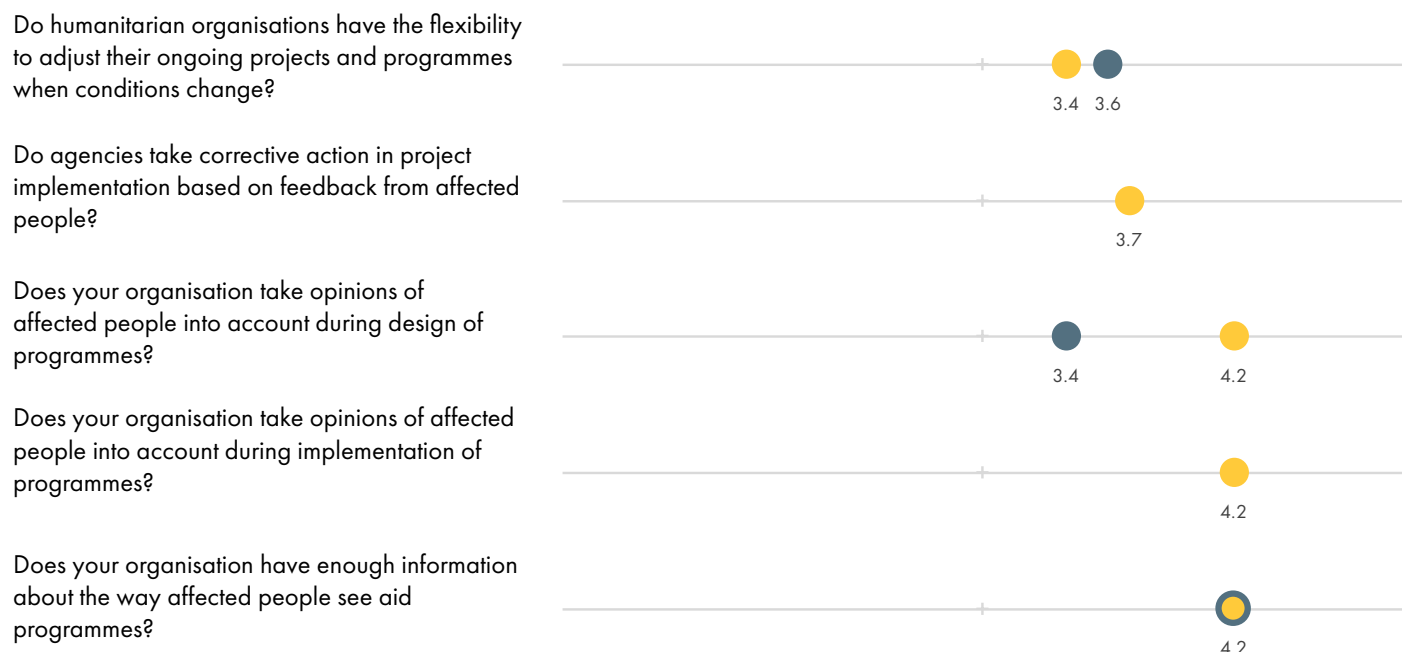 Do humanitarian organisations have the flexibility
to adjust their ongoing projects and programmes
when conditions change?
3.4 3.6
Do agencies take corrective action in project
implementation based on feedback from affected
people?
3.7
Does your organisation take opinions of
affected people into account during design of
programmes?
3.4 4.2
Does your organisation take opinions of affected
people into account during implementation of
programmes?
4.2
Does your organisation have enough information
about the way affected people see aid
programmes?
4.2